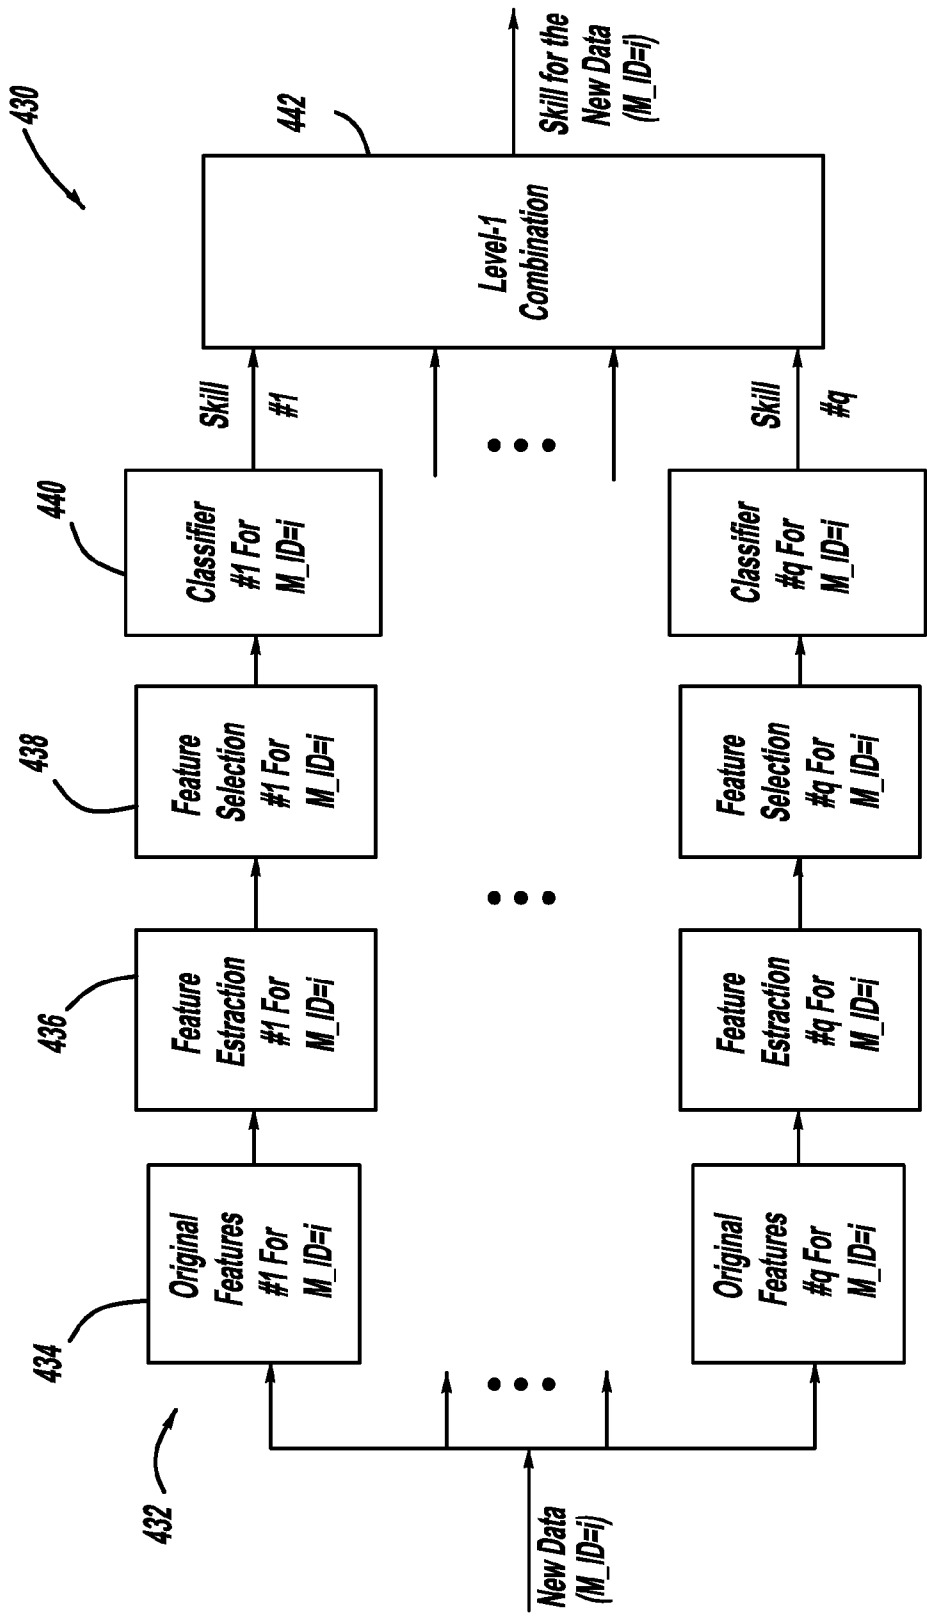 430
432
New Data
(M_ID=i)
434
Original
Features
#1 For
M_ID=i
436
Feature
Estraction
#1 For
M_ID=i
438
Feature
Selection
#1 For
M_ID=i
440
Classifier
#1 For
M_ID=i
Skill
#1
442
Level-1
Combination
Skill for the
New Data
(M_ID=i)
Original
Features
#q For
M_ID=i
Feature
Estraction
#q For
M_ID=i
Feature
Selection
#q For
M_ID=i
Classifier
#q For
M_ID=i
Skill
#q